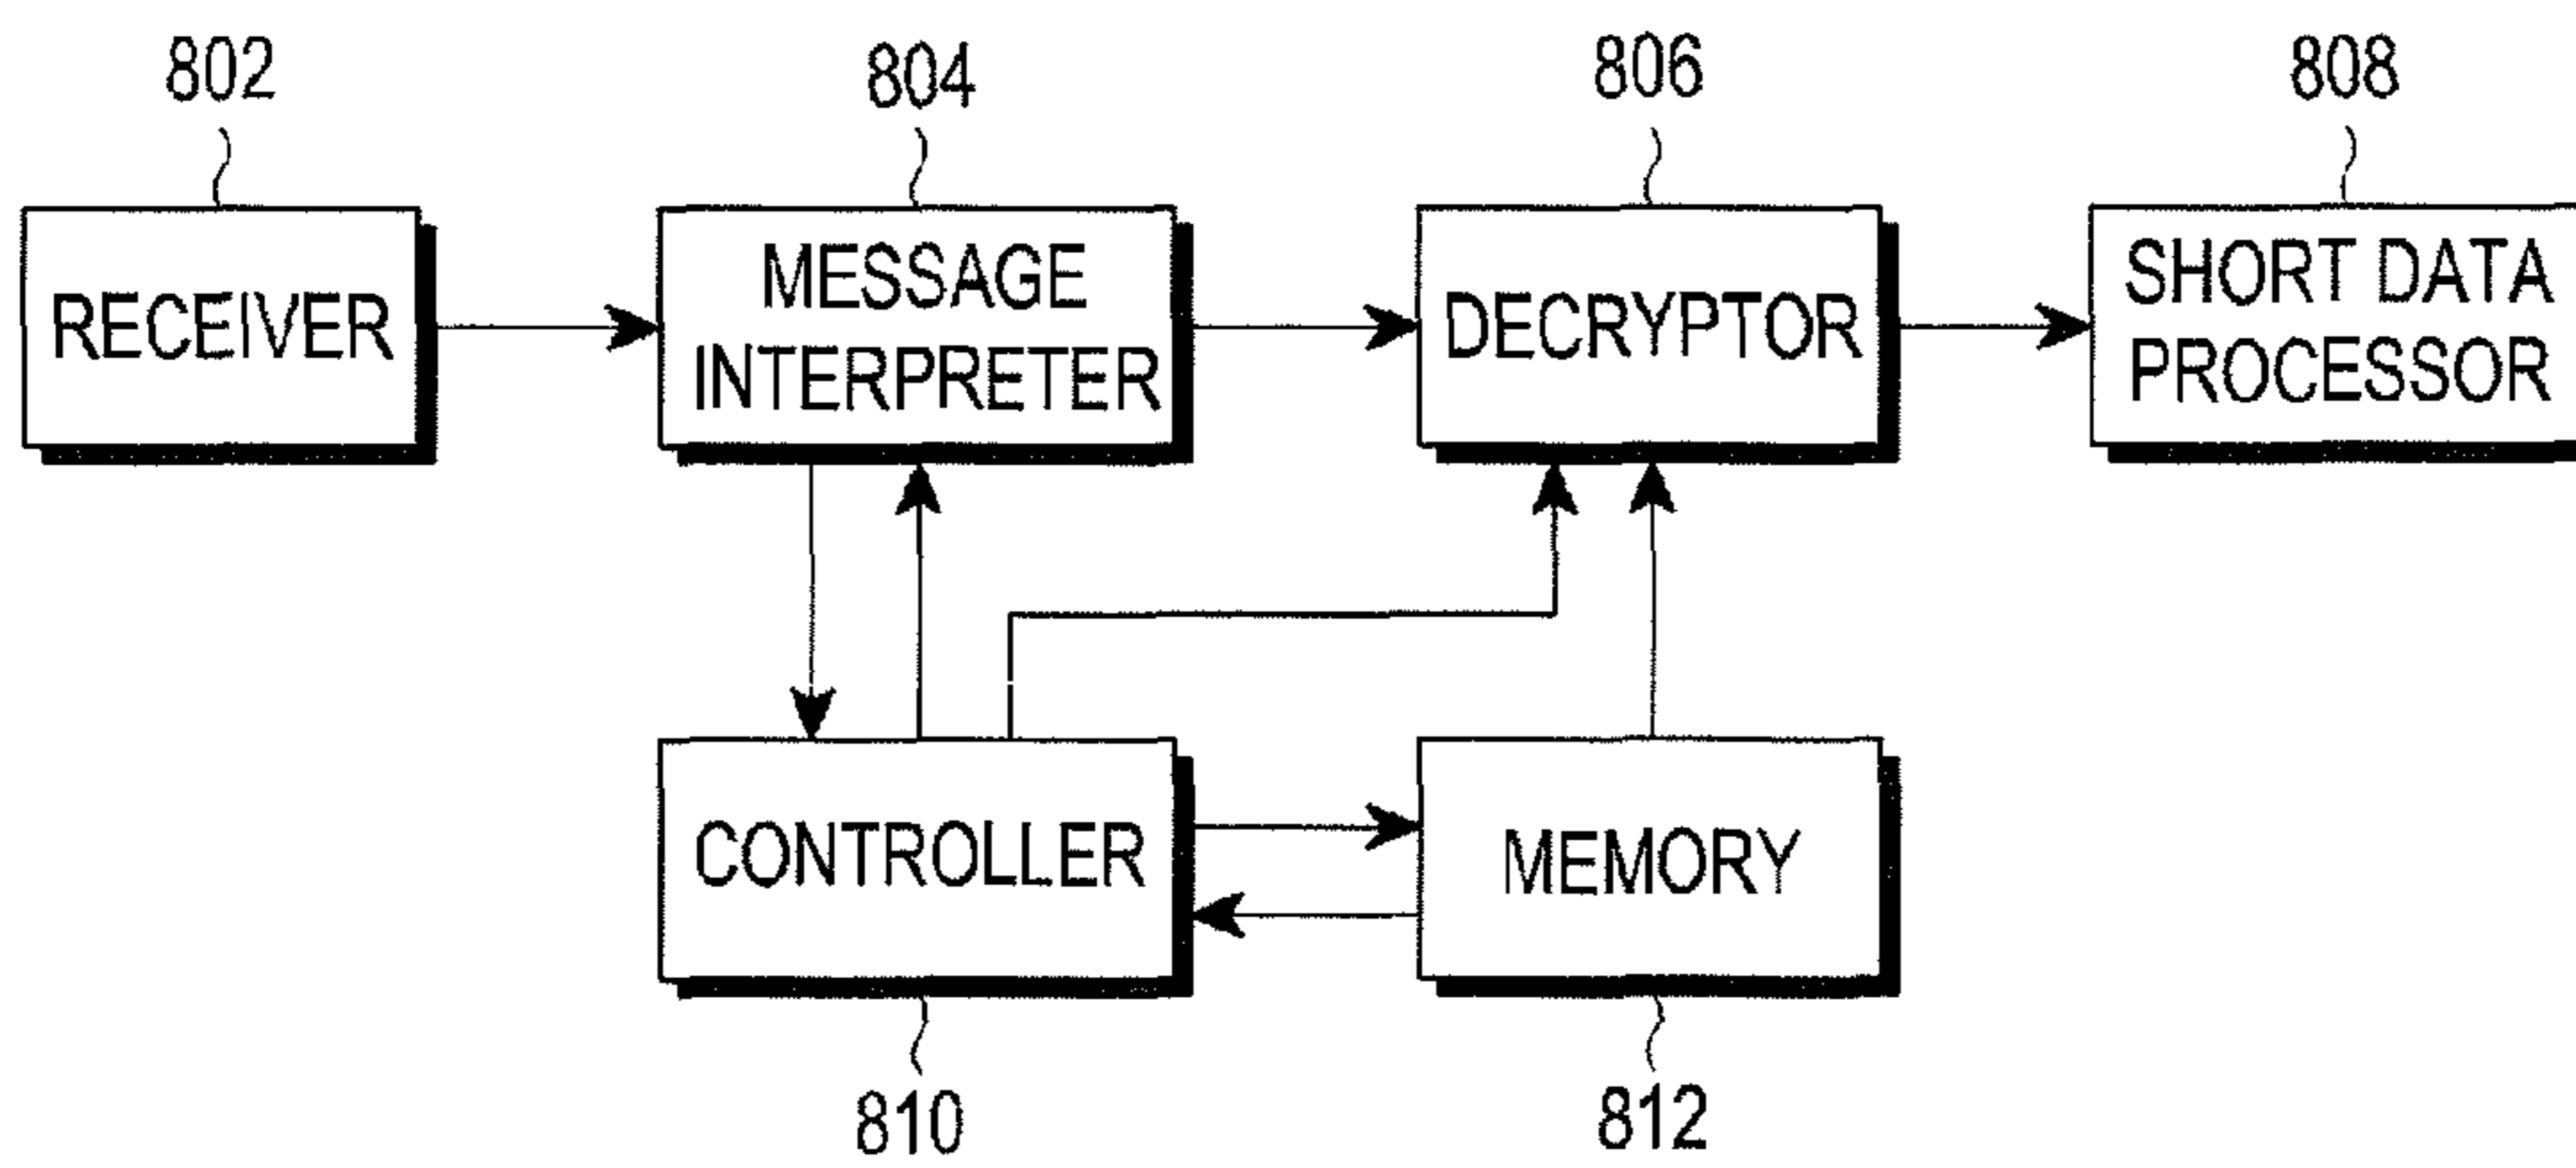 802
804
806
808
RECEIVER
MESSAGE
INTERPRETER
DECRYPTOR
SHORT DATA
PROCESSOR
CONTROLLER
MEMORY
810
812